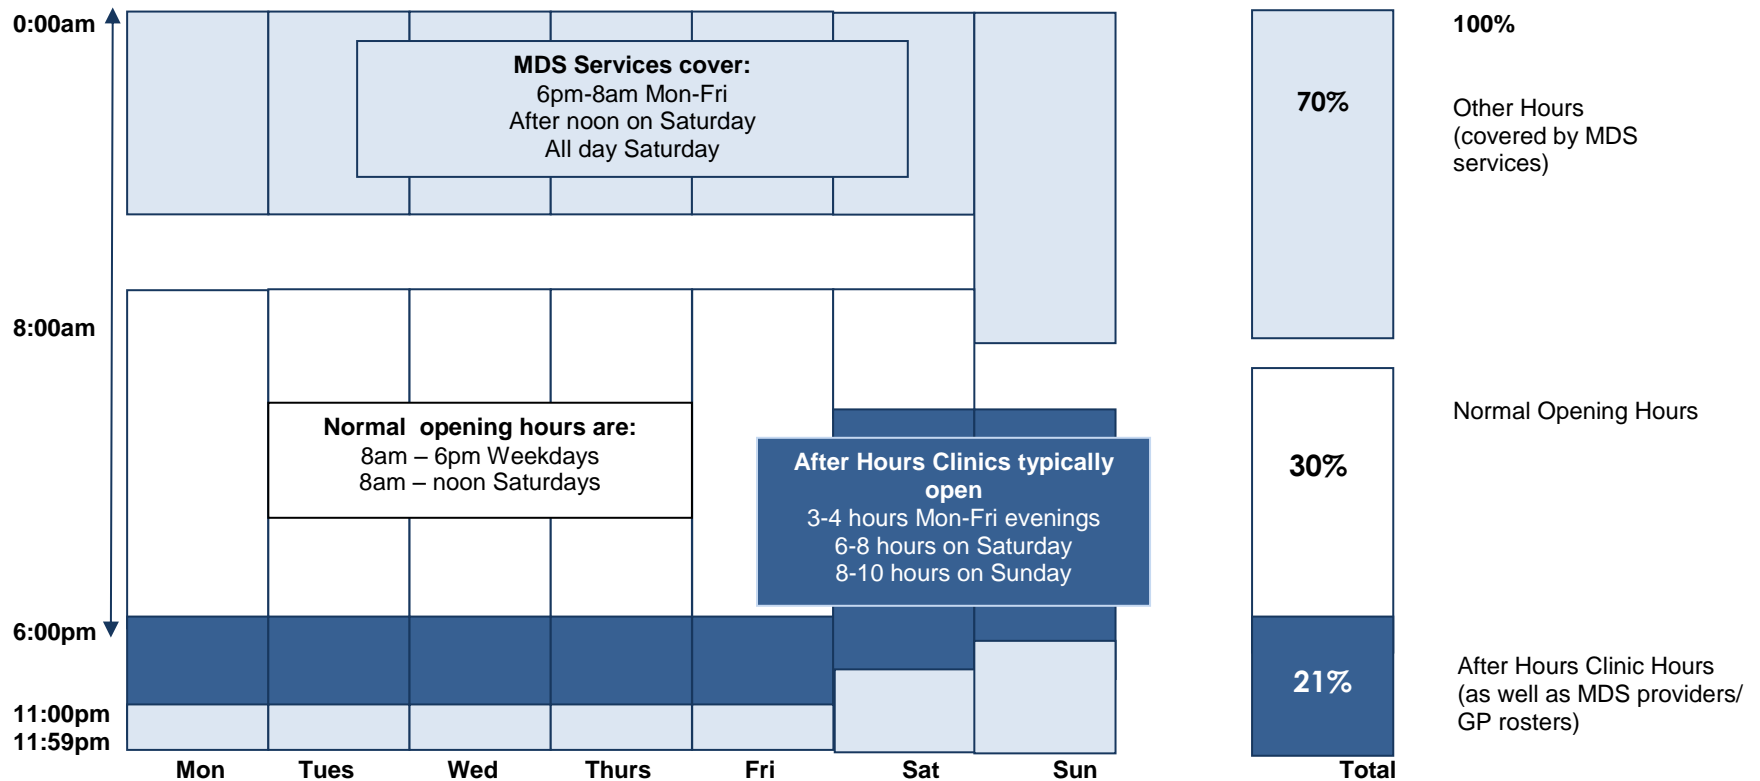 0:00am
MDS Services cover:
6pm-8am Mon-Fri
After noon on Saturday
All day Saturday
8:00am
Normal opening hours are:
8am – 6pm Weekdays
8am – noon Saturdays
After Hours Clinics typically
open
3-4 hours Mon-Fri evenings
6-8 hours on Saturday
8-10 hours on Sunday
6:00pm
11:00pm
11:59pm
Mon Tues Wed Thurs Fri Sat Sun Total
70%
30%
21%
100%
Other Hours
(covered by MDS
services)
Normal Opening Hours
After Hours Clinic Hours
(as well as MDS providers/
GP rosters)